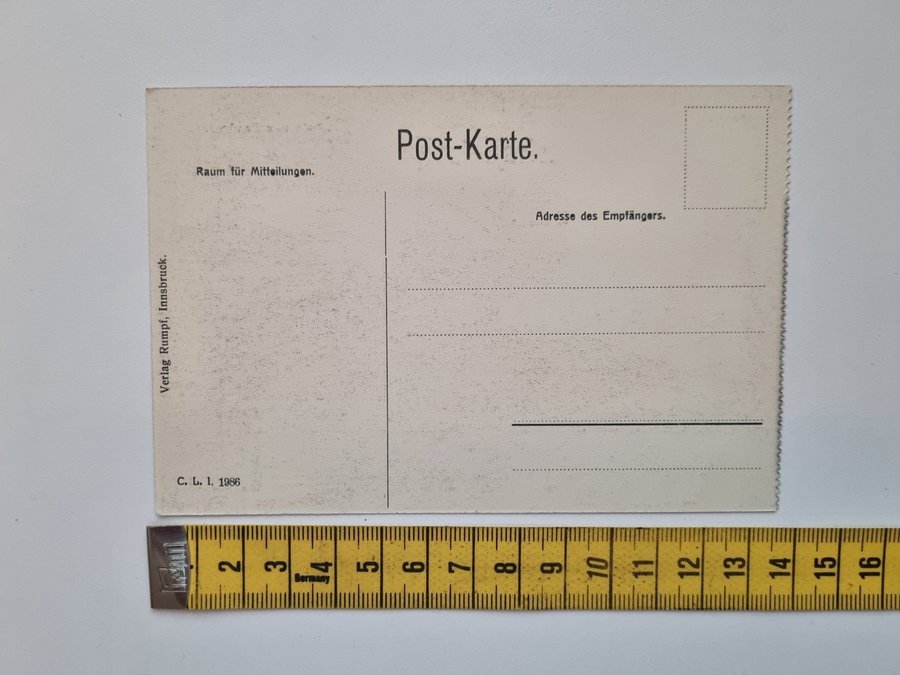 Post-Karte.
Raum für Mitteilungen.
Adresse des Empfängers.
Verlag Rumpf, Innsbruck.
C. L. l. 1986
2 3 4 5 6 7 8 9 10 11 12 13 14 15 16
Germany